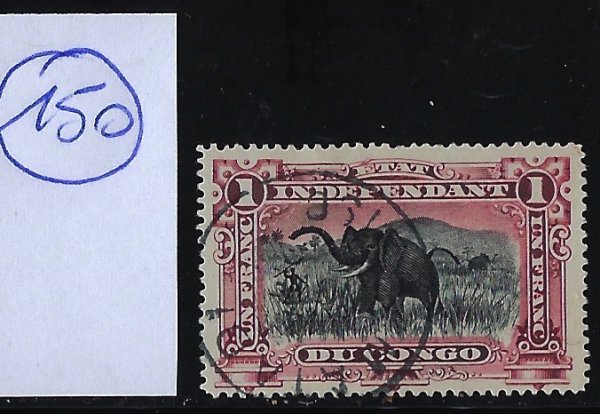 150
ETAT
1 INDEPENDANT 1
UN FRANC
UN FRANC
DU CONGO